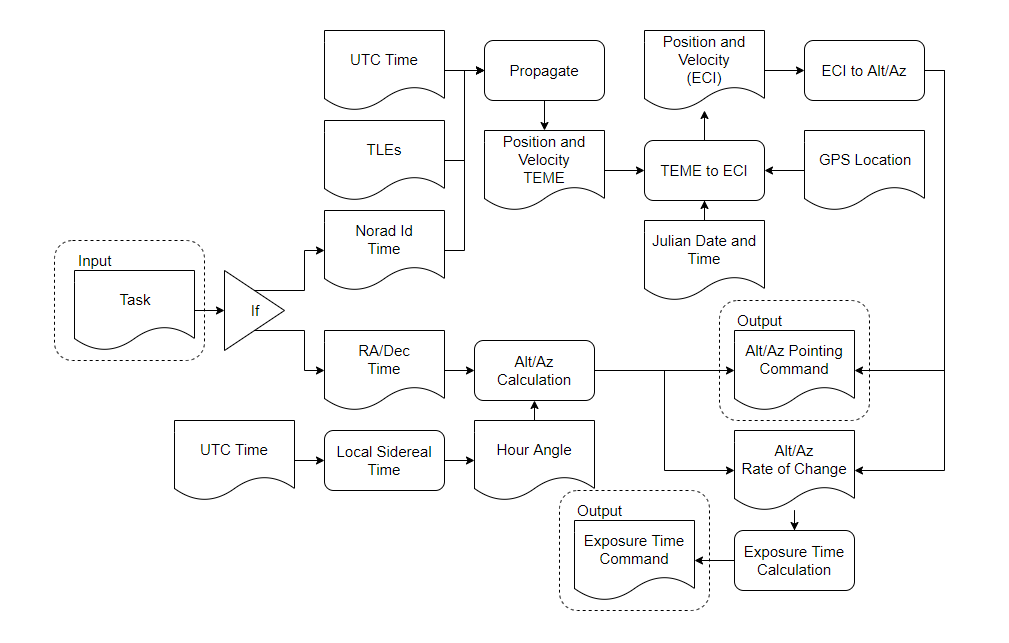 UTC Time
Propagate
Position and
Velocity
(ECI)
ECI to Alt/Az
TLEs
Position and
Velocity
TEME
TEME to ECI
GPS Location
Norad Id
Time
Julian Date and
Time
Input
Task
If
Output
Alt/Az Pointing
Command
RA/Dec
Time
Alt/Az
Calculation
UTC Time
Local Sidereal
Time
Hour Angle
Alt/Az
Rate of Change
Output
Exposure Time
Command
Exposure Time
Calculation